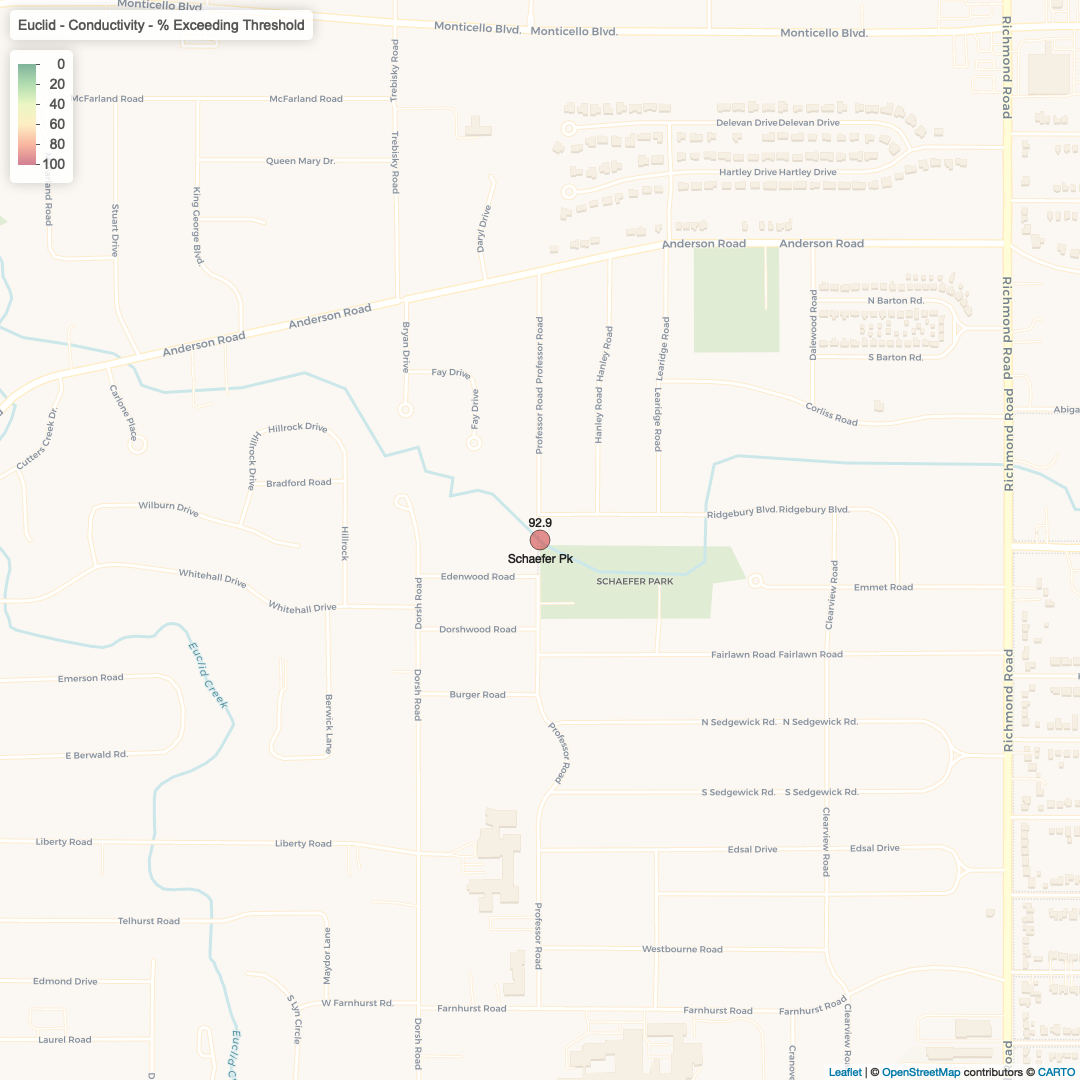 Monticello Blvd.
Euclid - Conductivity - % Exceeding Threshold
Monticello Blvd. Monticello Blvd.
Monticello Blvd.
Richmond Road
0
20
40
60
80
100
McFarland Road
McFarland Road
Trebisky Road
Delevan Drive Delevan Drive
Queen Mary Dr.
Trebisky Road
Hartley Drive Hartley Drive
King George Blvd.
Stuart Drive
Daryl Drive
Anderson Road
Anderson Road
N Barton Rd.
Richmond Road
Anderson Road
Anderson Road
Bryan Drive
Professor Road
Hanley Road
Learidge Road
Dalewood Road
S Barton Rd.
Fay Drive
Fay Drive
Carlone Place
Cutters Creek Dr.
Hillrock Drive
Hillrock Drive
Professor Road
Hanley Road
Learidge Road
Corliss Road
Abiga
Richmond Road
Bradford Road
Wilburn Drive
Hillrock
Ridgebury Blvd. Ridgebury Blvd.
92.9
Schaefer Pk
SCHAEFER PARK
Whitehall Drive
Whitehall Drive
Edenwood Road
Dorsh Road
Emmet Road
Clearview Road
Dorshwood Road
Fairlawn Road Fairlawn Road
Euclid Creek
Emerson Road
Dorsh Road
Burger Road
Richmond Road
Berwick Lane
N Sedgewick Rd. N Sedgewick Rd.
Professor Road
E Berwald Rd.
S Sedgewick Rd. S Sedgewick Rd.
Liberty Road
Liberty Road
Clearview Road
Edsal Drive
Edsal Drive
Telhurst Road
Maydor Lane
Professor Road
Westbourne Road
Edmond Drive
S Lyn Circle
W Farnhurst Rd.
Farnhurst Road
Farnhurst Road
Farnhurst Road
Laurel Road
Dorsh Road
Clearview Road
Leaflet | © OpenStreetMap contributors © CARTO